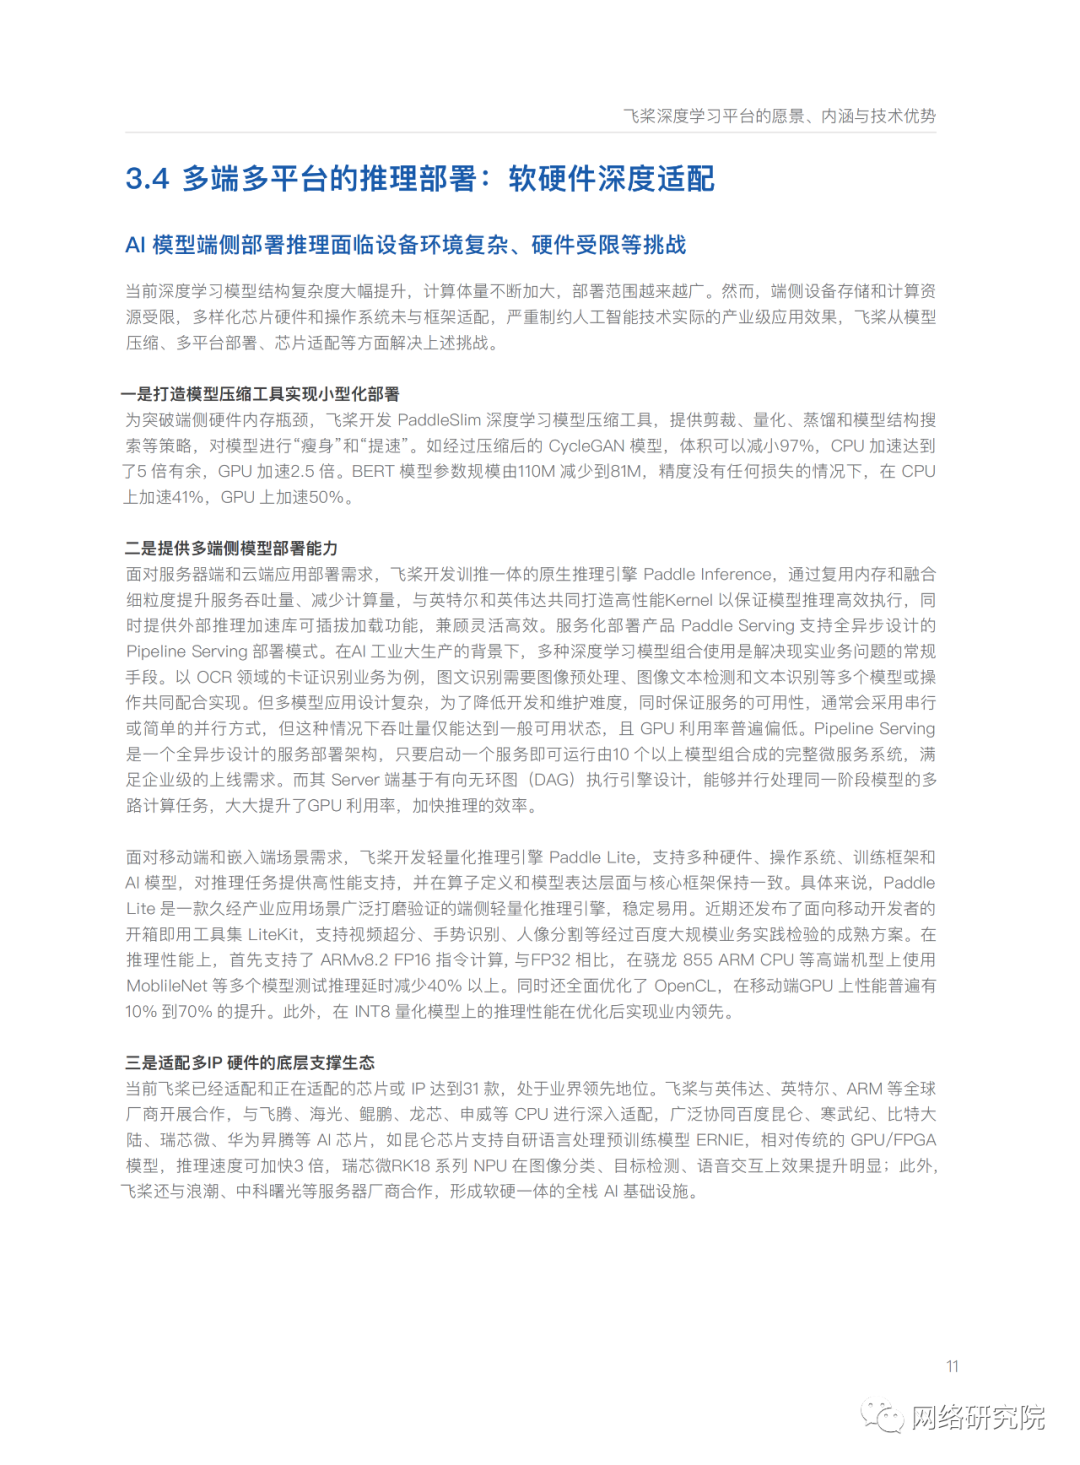 飞桨深度学习平台的愿景、内涵与技术优势
3.4 多端多平台的推理部署：软硬件深度适配
AI 模型端侧部署推理面临设备环境复杂、硬件受限等挑战
当前深度学习模型结构复杂度大幅提升，计算体量不断加大，部署范围越来越广。然而，端侧设备存储和计算资
源受限，多样化芯片硬件和操作系统未与框架适配，严重制约人工智能技术实际的产业级应用效果，飞桨从模型
压缩、多平台部署、芯片适配等方面解决上述挑战。
一是打造模型压缩工具实现小型化部署
为突破端侧硬件内存瓶颈，飞桨开发 PaddleSlim 深度学习模型压缩工具，提供剪裁、量化、蒸馏和模型结构搜
索等策略，对模型进行“瘦身”和“提速”。如经过压缩后的 CycleGAN 模型，体积可以减小97%，CPU 加速达到
了5 倍有余，GPU 加速2.5 倍。BERT 模型参数规模由110M 减少到81M，精度没有任何损失的情况下，在 CPU
上加速41%，GPU 上加速50%。
二是提供多端侧模型部署能力
面对服务器端和云端应用部署需求，飞桨开发训推一体的原生推理引擎 Paddle Inference，通过复用内存和融合
细粒度提升服务吞吐量、减少计算量，与英特尔和英伟达共同打造高性能Kernel 以保证模型推理高效执行，同
时提供外部推理加速库可插拔加载功能，兼顾灵活高效。服务化部署产品 Paddle Serving 支持全异步设计的
Pipeline Serving 部署模式。在AI 工业大生产的背景下，多种深度学习模型组合使用是解决现实业务问题的常规
手段。以 OCR 领域的卡证识别业务为例，图文识别需要图像预处理、图像文本检测和文本识别等多个模型或操
作共同配合实现。但多模型应用设计复杂，为了降低开发和维护难度，同时保证服务的可用性，通常会采用串行
或简单的并行方式，但这种情况下吞吐量仅能达到一般可用状态，且 GPU 利用率普遍偏低。Pipeline Serving
是一个全异步设计的服务部署架构，只要启动一个服务即可运行由10 个以上模型组合成的完整微服务系统，满
足企业级的上线需求。而其 Server 端基于有向无环图（DAG）执行引擎设计，能够并行处理同一阶段模型的多
路计算任务，大大提升了GPU 利用率，加快推理的效率。
面对移动端和嵌入端场景需求，飞桨开发轻量化推理引擎 Paddle Lite，支持多种硬件、操作系统、训练框架和
AI 模型，对推理任务提供高性能支持，并在算子定义和模型表达层面与核心框架保持一致。具体来说，Paddle
Lite 是一款久经产业应用场景广泛打磨验证的端侧轻量化推理引擎，稳定易用。近期还发布了面向移动开发者的
开箱即用工具集 LiteKit，支持视频超分、手势识别、人像分割等经过百度大规模业务实践检验的成熟方案。在
推理性能上，首先支持了 ARMv8.2 FP16 指令计算, 与FP32 相比，在骁龙 855 ARM CPU 等高端机型上使用
MoblileNet 等多个模型测试推理延时减少40% 以上。同时还全面优化了 OpenCL，在移动端GPU 上性能普遍有
10% 到70% 的提升。此外，在 INT8 量化模型上的推理性能在优化后实现业内领先。
三是适配多IP 硬件的底层支撑生态
当前飞桨已经适配和正在适配的芯片或 IP 达到31 款，处于业界领先地位。飞桨与英伟达、英特尔、ARM 等全球
厂商开展合作，与飞腾、海光、鲲鹏、龙芯、申威等 CPU 进行深入适配，广泛协同百度昆仑、寒武纪、比特大
陆、瑞芯微、华为昇腾等 AI 芯片，如昆仑芯片支持自研语言处理预训练模型 ERNIE，相对传统的 GPU/FPGA
模型，推理速度可加快3 倍，瑞芯微RK18 系列 NPU 在图像分类、目标检测、语音交互上效果提升明显；此外，
飞桨还与浪潮、中科曙光等服务器厂商合作，形成软硬一体的全栈 AI 基础设施。
11
网络研究院